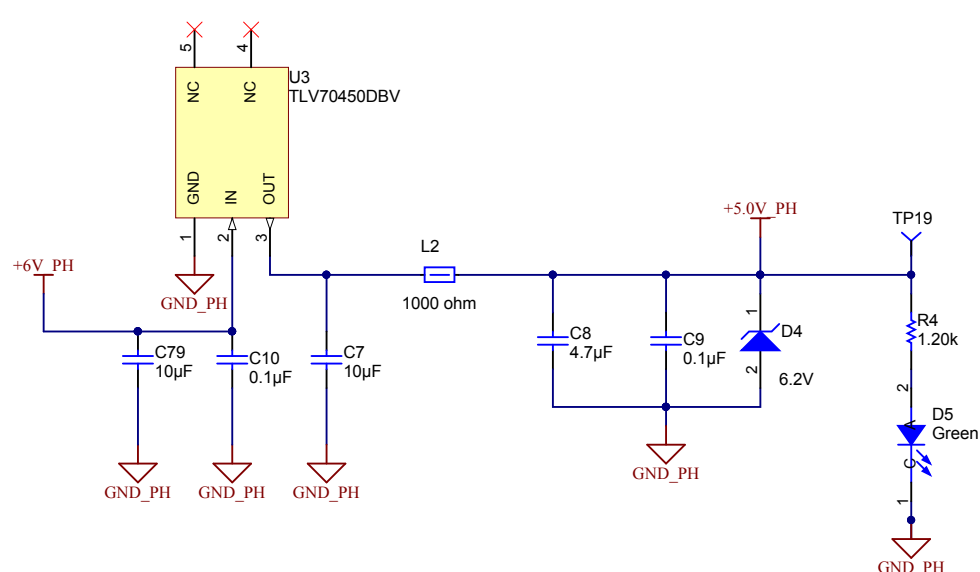 5
4
NC
NC
U3
TLV70450DBV
GND
IN
OUT
1
2
3
+6V_PH
GND_PH
L2
1000 ohm
+5.0V_PH
TP19
C79
10µF
C10
0.1µF
C7
10µF
C8
4.7µF
C9
0.1µF
1
D4
2
6.2V
R4
1.20k
2
A
D5
Green
C
1
GND_PH
GND_PH
GND_PH
GND_PH
GND_PH